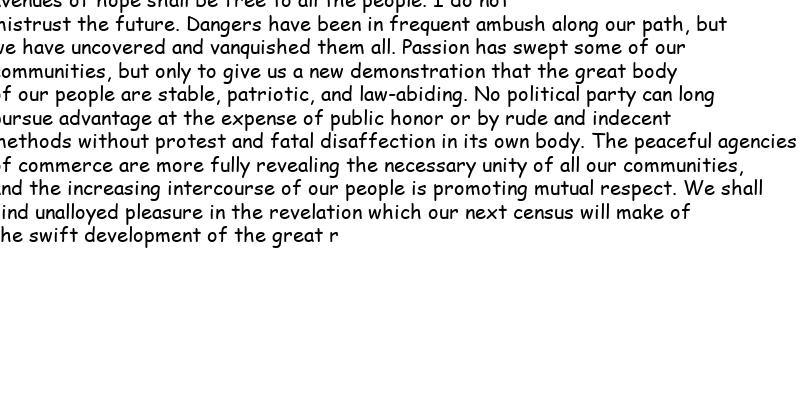 avenues of hope shall be free to all the people. I do not
mistrust the future. Dangers have been in frequent ambush along our path, but
we have uncovered and vanquished them all. Passion has swept some of our
communities, but only to give us a new demonstration that the great body
of our people are stable, patriotic, and law-abiding. No political party can long
pursue advantage at the expense of public honor or by rude and indecent
methods without protest and fatal disaffection in its own body. The peaceful agencies
of commerce are more fully revealing the necessary unity of all our communities,
and the increasing intercourse of our people is promoting mutual respect. We shall
find unalloyed pleasure in the revelation which our next census will make of
the swift development of the great r